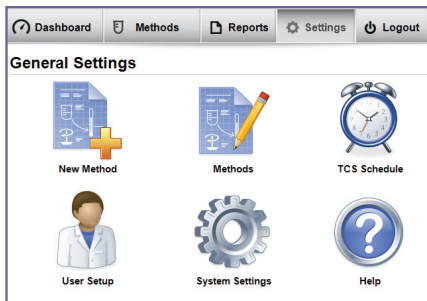 Dashboard Methods Reports Settings Logout
General Settings
New Method Methods TCS Schedule
User Setup System Settings Help